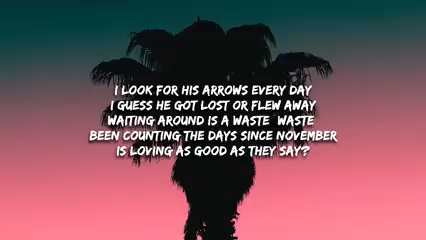 I LOOK FOR HIS ARROWS EVERY DAY
I GUESS HE GOT LOST OR FLEW AWAY
WAITING AROUND IS A WASTE WASTE
BEEN COUNTING THE DAYS SINCE NOVEMBER
IS LOVING AS GOOD AS THEY SAY?